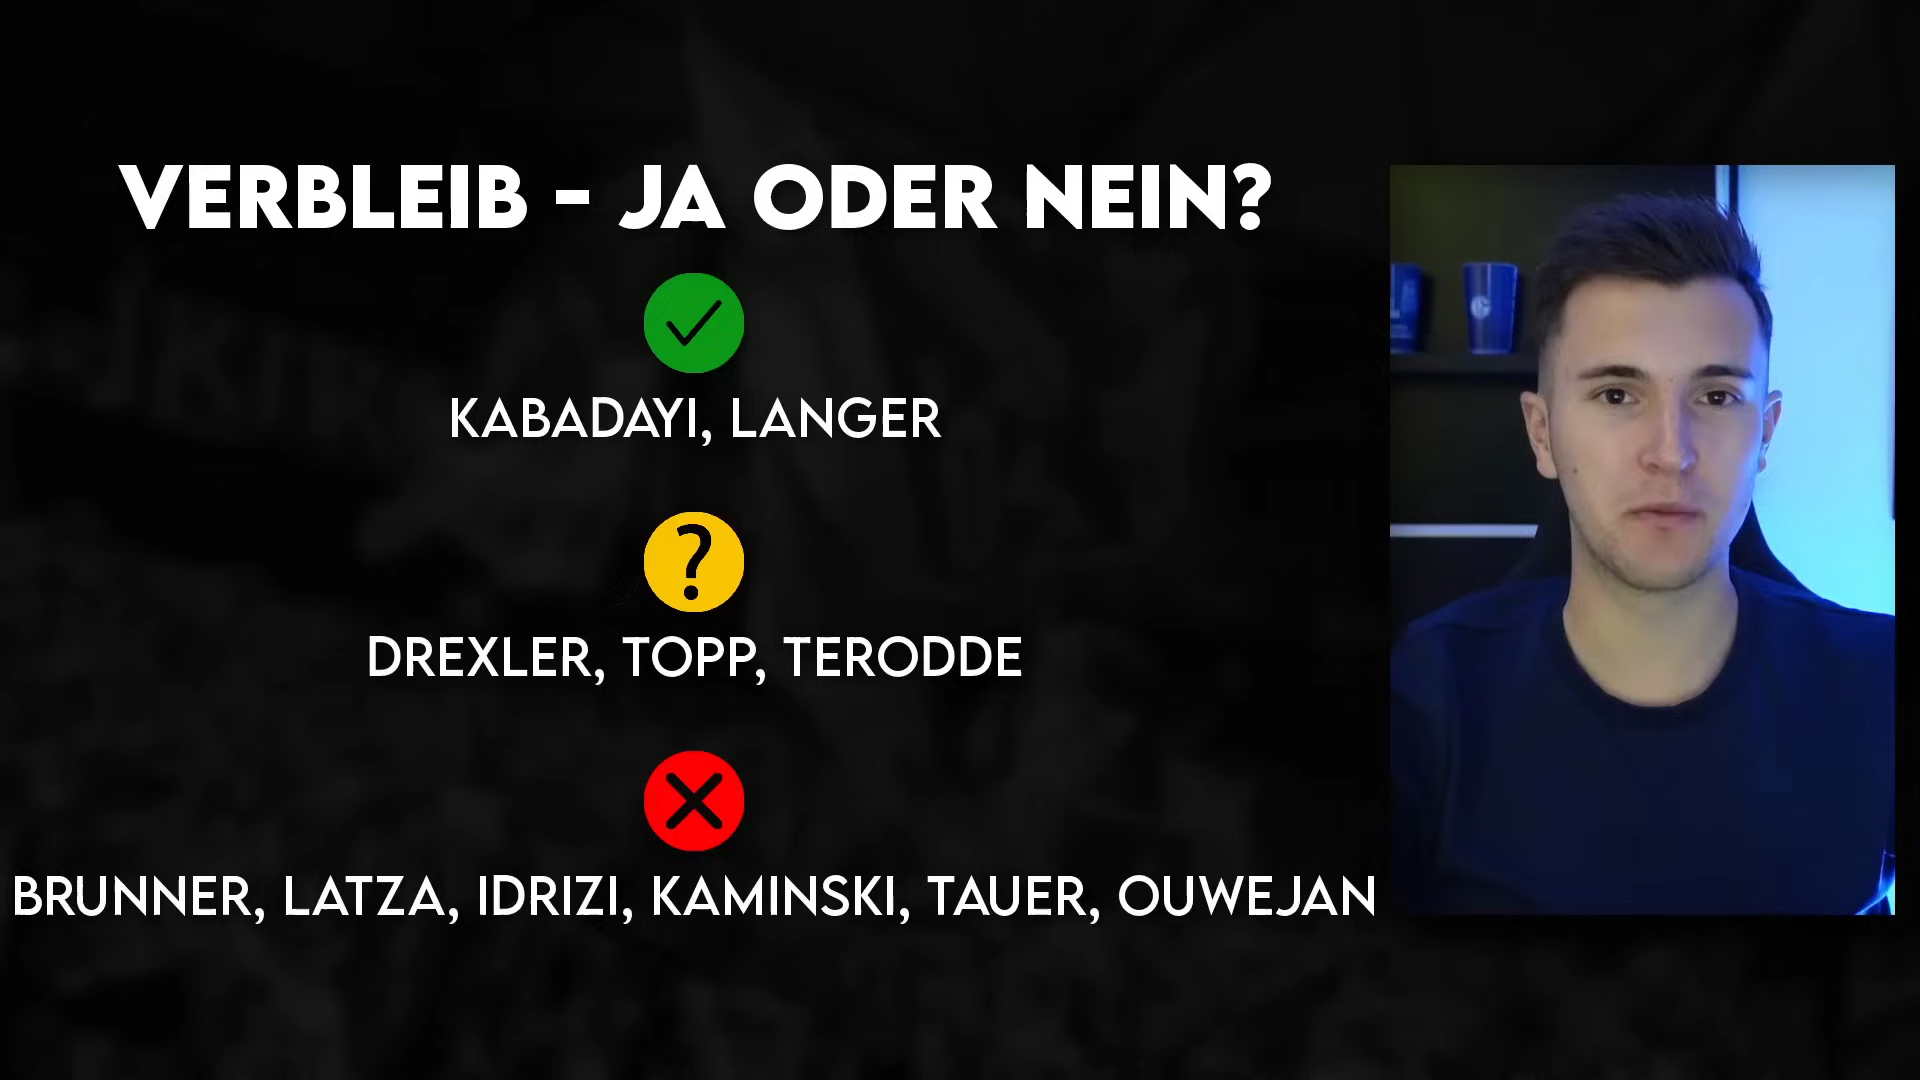 VERBLEIB - JA ODER NEIN?
KABADAYI, LANGER
?
DREXLER, TOPP, TERODDE
BRUNNER, LATZA, IDRIZI, KAMINSKI, TAUER, OUWEJAN